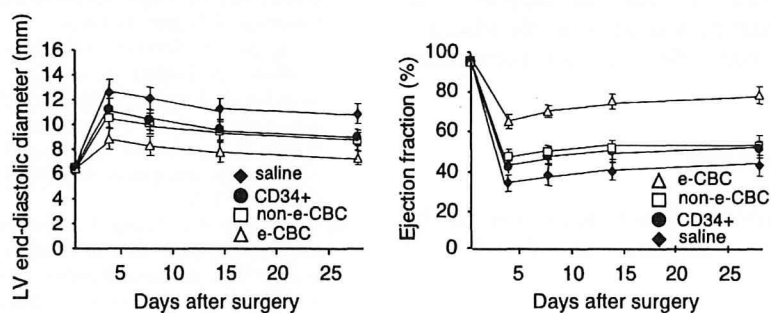 LV end-diastolic diameter (mm)
16
14
12
10
8
6
4
2
0
5 10 15 20 25
Days after surgery
saline
CD34+
non-e-CBC
e-CBC
Ejection fraction (%)
100
80
60
40
20
0
5 10 15 20 25
Days after surgery
e-CBC
non-e-CBC
CD34+
saline